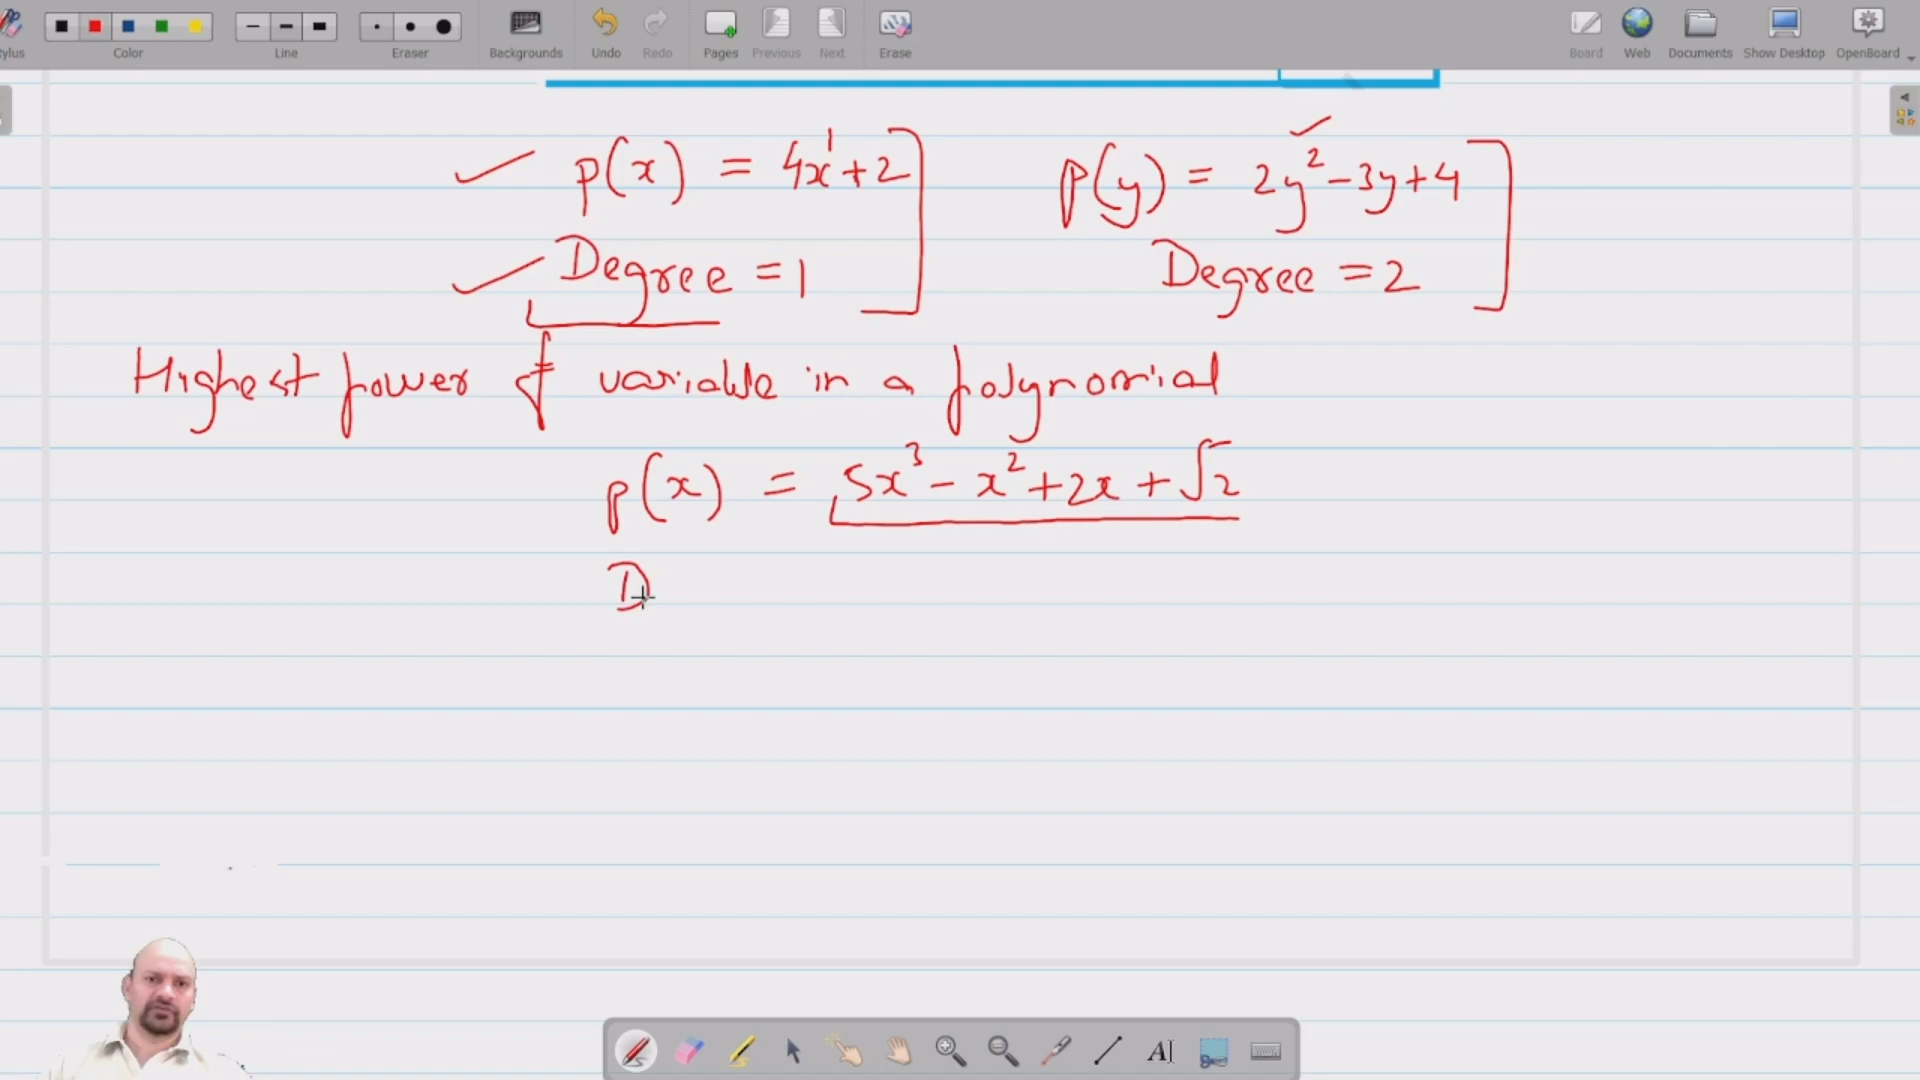 tylus Color Line Eraser Backgrounds Undo Redo Pages Previous Next Erase Board Web Documents Show Desktop OpenBoard
p(x) = 4x¹+2
p(y) = 2y²-3y+4
Degree = 1
Degree = 2
Highest power of variable in a polynomial
p(x) = 5x³ - x² + 2x + √2
D